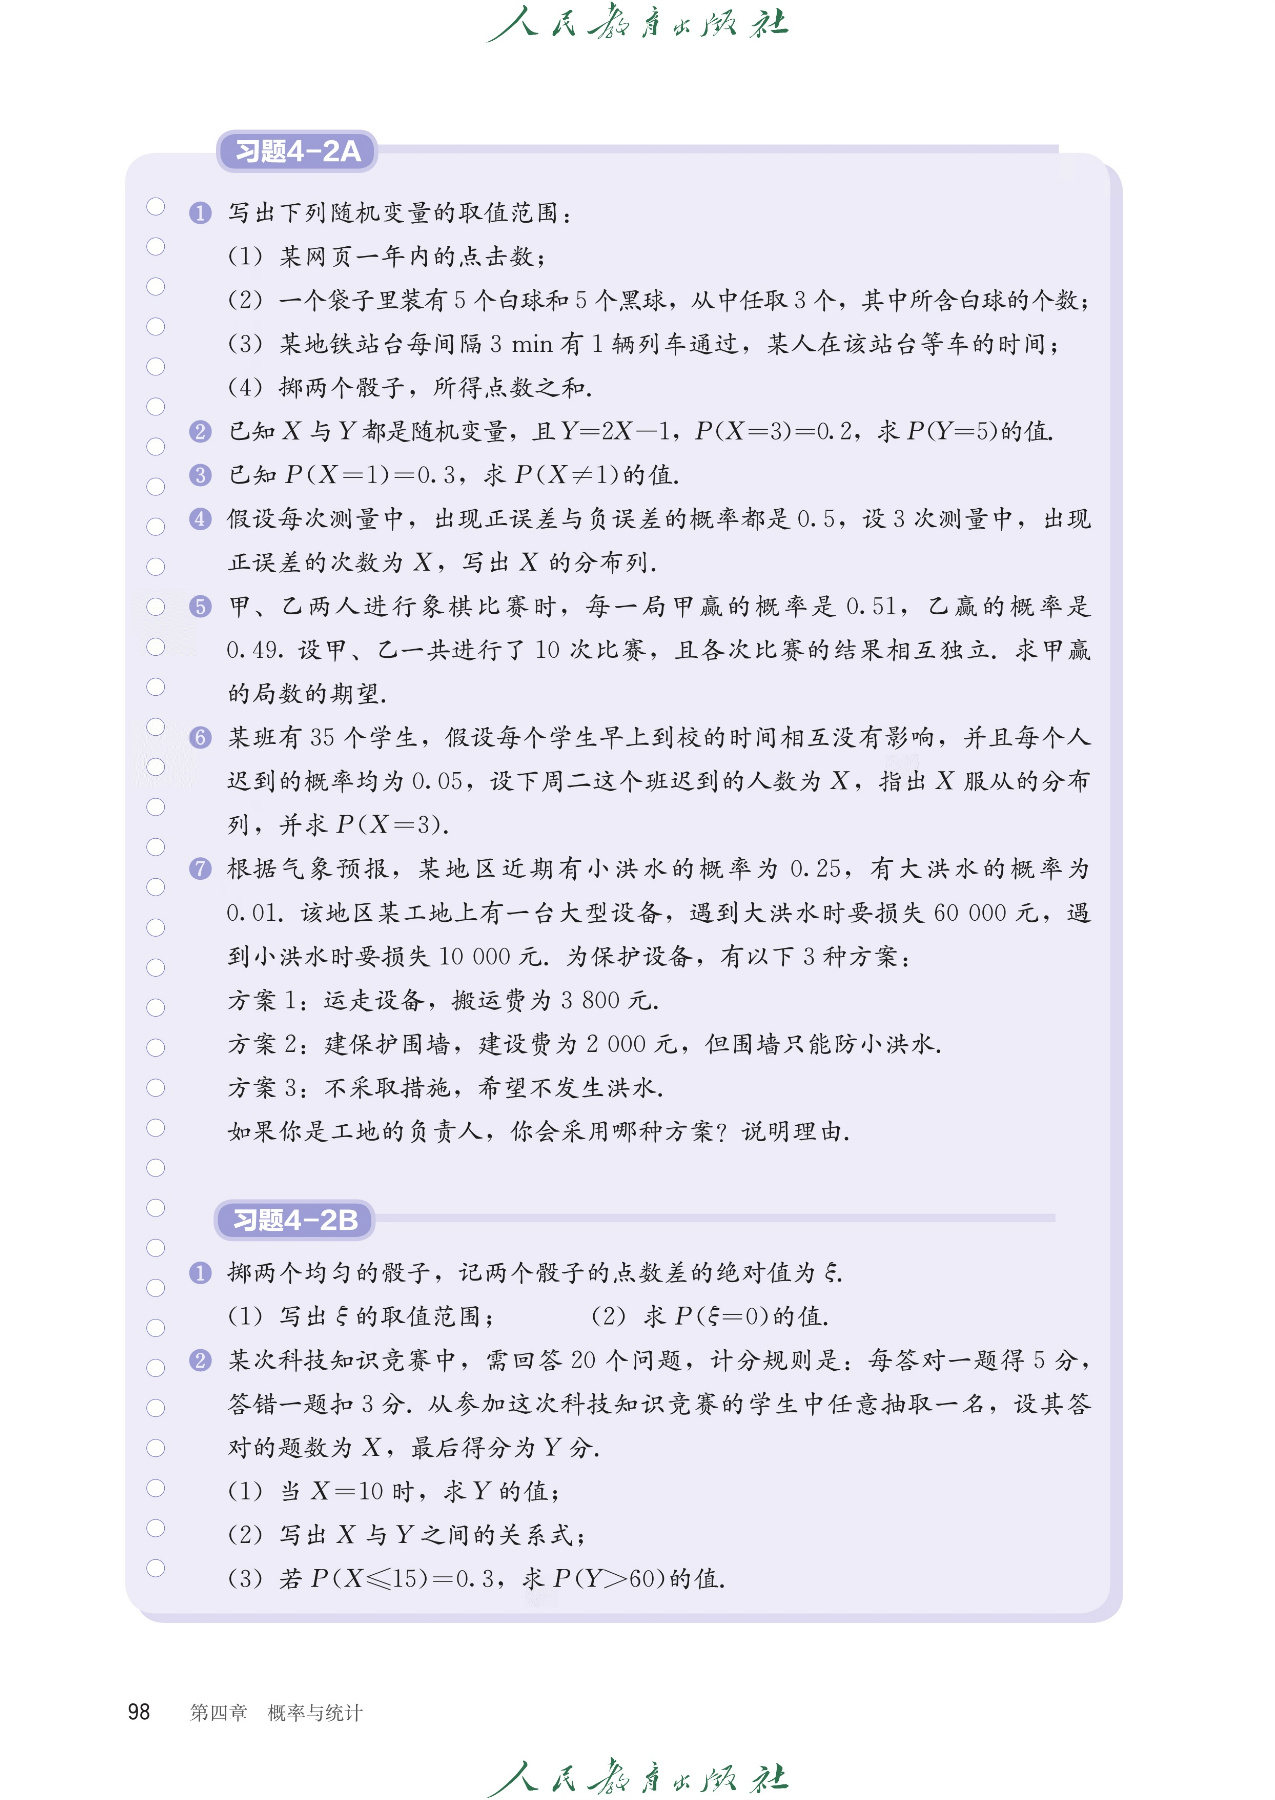 人民教育出版社
习题4-2A
❶ 写出下列随机变量的取值范围：
（1）某网页一年内的点击数；
（2）一个袋子里装有5个白球和5个黑球，从中任取3个，其中所含白球的个数；
（3）某地铁站台每间隔 3 min 有 1 辆列车通过，某人在该站台等车的时间；
（4）掷两个骰子，所得点数之和.
❷ 已知 X 与 Y 都是随机变量，且 Y=2X-1，P(X=3)=0.2，求 P(Y=5)的值.
❸ 已知 P(X=1)=0.3，求 P(X≠1)的值.
❹ 假设每次测量中，出现正误差与负误差的概率都是 0.5，设 3 次测量中，出现
正误差的次数为 X，写出 X 的分布列.
❺ 甲、乙两人进行象棋比赛时，每一局甲赢的概率是 0.51，乙赢的概率是
0.49. 设甲、乙一共进行了 10 次比赛，且各次比赛的结果相互独立. 求甲赢
的局数的期望.
❻ 某班有 35 个学生，假设每个学生早上到校的时间相互没有影响，并且每个人
迟到的概率均为 0.05，设下周二这个班迟到的人数为 X，指出 X 服从的分布
列，并求 P(X=3).
❼ 根据气象预报，某地区近期有小洪水的概率为 0.25，有大洪水的概率为
0.01. 该地区某工地上有一台大型设备，遇到大洪水时要损失 60 000 元，遇
到小洪水时要损失 10 000 元. 为保护设备，有以下 3 种方案：
方案 1：运走设备，搬运费为 3 800 元.
方案 2：建保护围墙，建设费为 2 000 元，但围墙只能防小洪水.
方案 3：不采取措施，希望不发生洪水.
如果你是工地的负责人，你会采用哪种方案？说明理由.
习题4-2B
❶ 掷两个均匀的骰子，记两个骰子的点数差的绝对值为 ξ.
（1）写出 ξ 的取值范围； （2）求 P(ξ=0)的值.
❷ 某次科技知识竞赛中，需回答 20 个问题，计分规则是：每答对一题得 5 分，
答错一题扣 3 分. 从参加这次科技知识竞赛的学生中任意抽取一名，设其答
对的题数为 X，最后得分为 Y 分.
（1）当 X=10 时，求 Y 的值；
（2）写出 X 与 Y 之间的关系式；
（3）若 P(X≤15)=0.3，求 P(Y>60)的值.
98 第四章 概率与统计
人民教育出版社